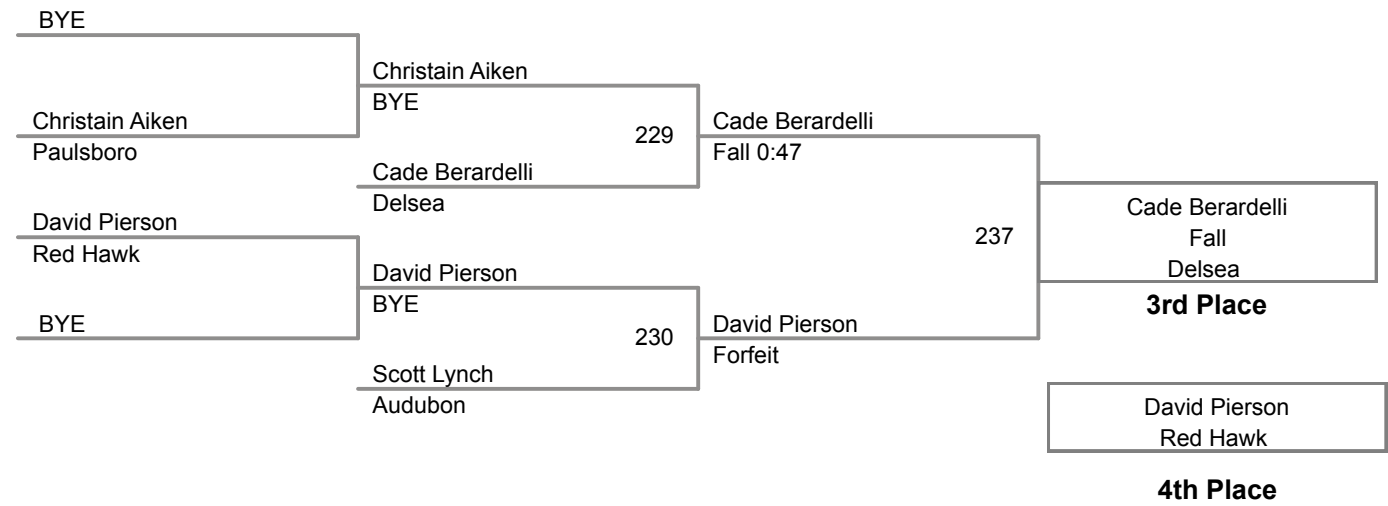 BYE
Christain Aiken
Paulsboro
David Pierson
Red Hawk
BYE
Christain Aiken
BYE
229
Cade Berardelli
Delsea
David Pierson
BYE
230
Scott Lynch
Audubon
Cade Berardelli
Fall 0:47
237
David Pierson
Forfeit
Cade Berardelli
Fall
Delsea
3rd Place
David Pierson
Red Hawk
4th Place